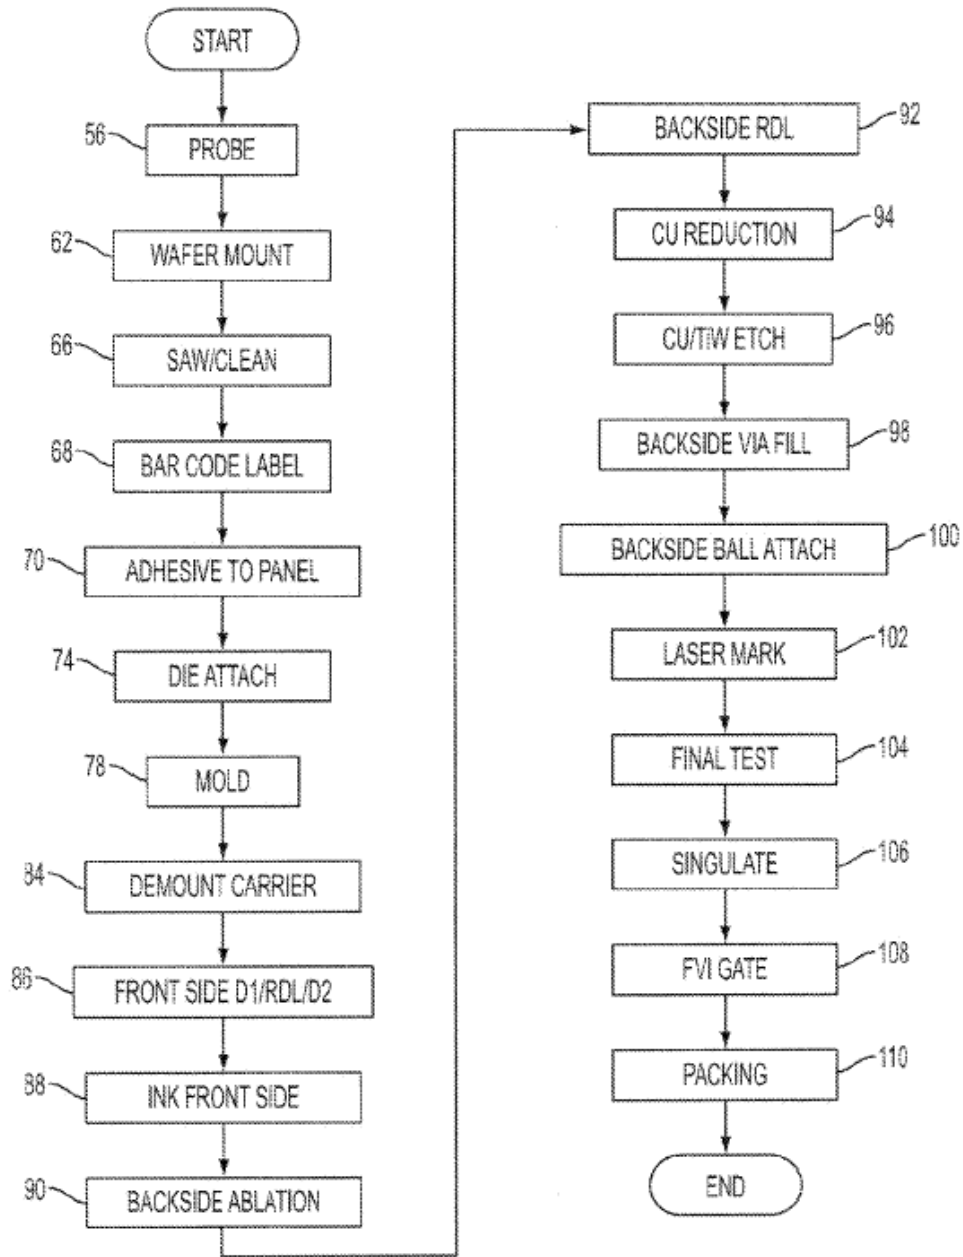 START
56
PROBE
62
WAFER MOUNT
66
SAW/CLEAN
68
BAR CODE LABEL
70
ADHESIVE TO PANEL
74
DIE ATTACH
78
MOLD
84
DEMOUNT CARRIER
86
FRONT SIDE D1/RDL/D2
88
INK FRONT SIDE
90
BACKSIDE ABLATION
BACKSIDE RDL
92
CU REDUCTION
94
CU/TIW ETCH
96
BACKSIDE VIA FILL
98
BACKSIDE BALL ATTACH
100
LASER MARK
102
FINAL TEST
104
SINGULATE
106
FVI GATE
108
PACKING
110
END